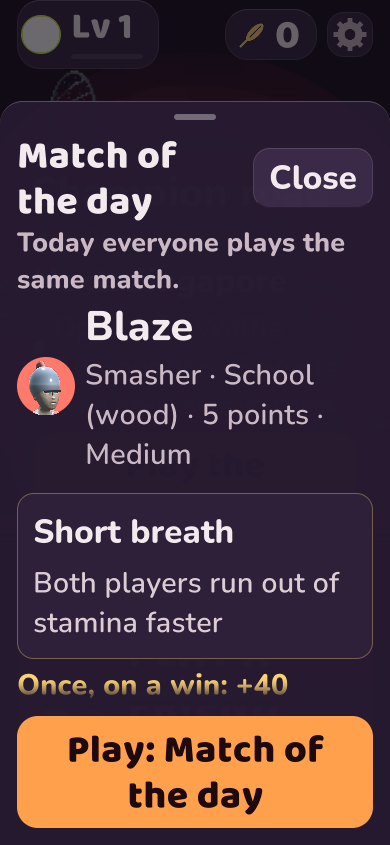 Lv 1
0
Match of
the day
Close
Today everyone plays the
same match.
Blaze
Smasher · School
(wood) · 5 points ·
Medium
Short breath
Both players run out of
stamina faster
Once, on a win: +40
Play: Match of
the day